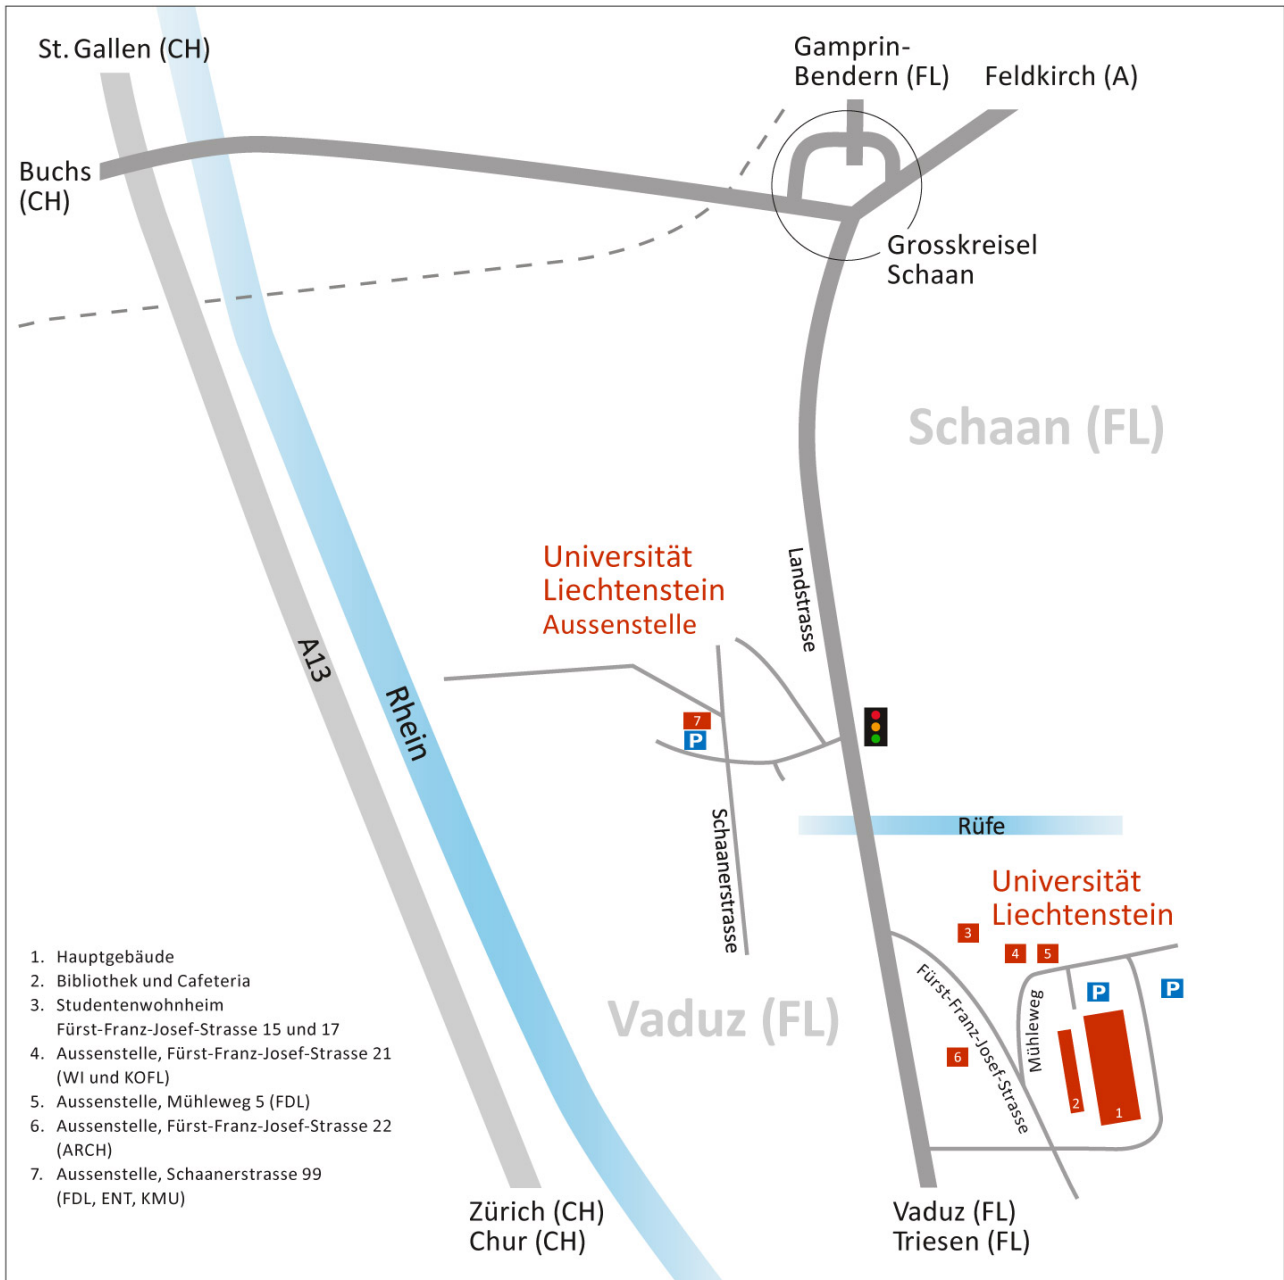 St. Gallen (CH)
Gamprin-
Bendern (FL)
Feldkirch (A)
Buchs
(CH)
Grosskreisel
Schaan
Schaan (FL)
Universität
Liechtenstein
Aussenstelle
Landstrasse
A13
Rhein
7
P
Schaanerstrasse
Rüfe
Universität
Liechtenstein
3
4
5
Fürst-Franz-Josef-Strasse
Mühleweg
P
P
6
2
1
Vaduz (FL)
1. Hauptgebäude
2. Bibliothek und Cafeteria
3. Studentenwohnheim
Fürst-Franz-Josef-Strasse 15 und 17
4. Aussenstelle, Fürst-Franz-Josef-Strasse 21
(WI und KOFL)
5. Aussenstelle, Mühleweg 5 (FDL)
6. Aussenstelle, Fürst-Franz-Josef-Strasse 22
(ARCH)
7. Aussenstelle, Schaanerstrasse 99
(FDL, ENT, KMU)
Zürich (CH)
Chur (CH)
Vaduz (FL)
Triesen (FL)